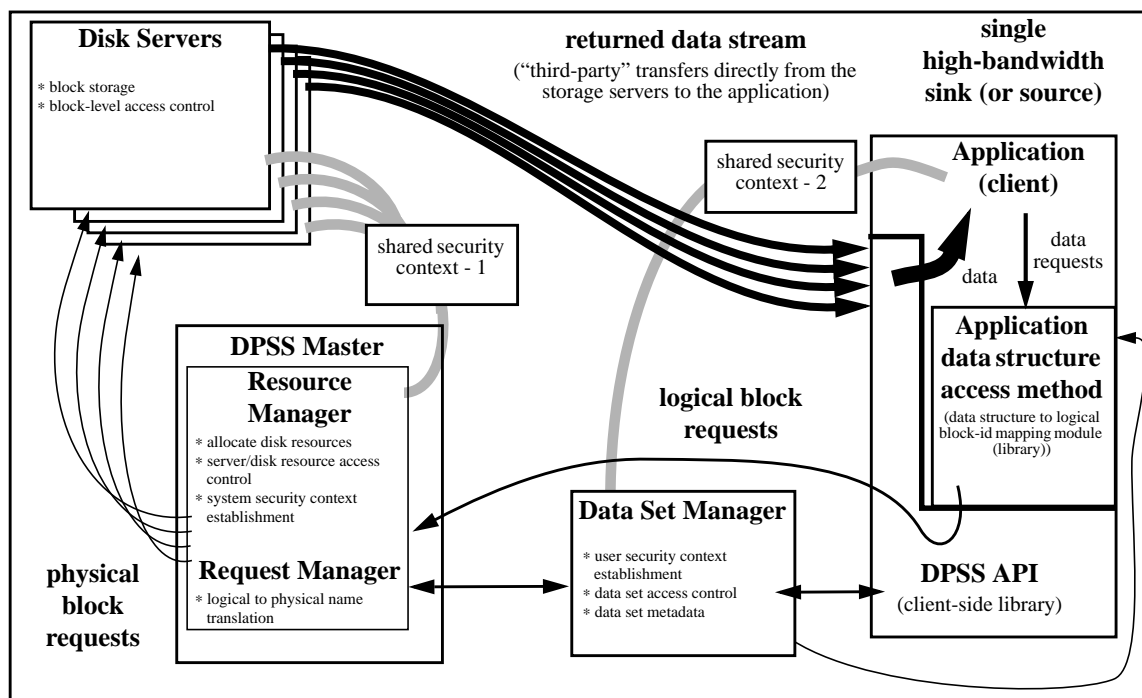 Disk Servers
* block storage
* block-level access control
returned data stream
(“third-party” transfers directly from the
storage servers to the application)
single
high-bandwidth
sink (or source)
shared security
context - 1
shared security
context - 2
Application
(client)
data
requests
data
Application
data structure
access method
(data structure to logical
block-id mapping module
(library))
DPSS Master
Resource
Manager
* allocate disk resources
* server/disk resource access
control
* system security context
establishment
Request Manager
* logical to physical name
translation
logical block
requests
Data Set Manager
* user security context
establishment
* data set access control
* data set metadata
DPSS API
(client-side library)
physical
block
requests